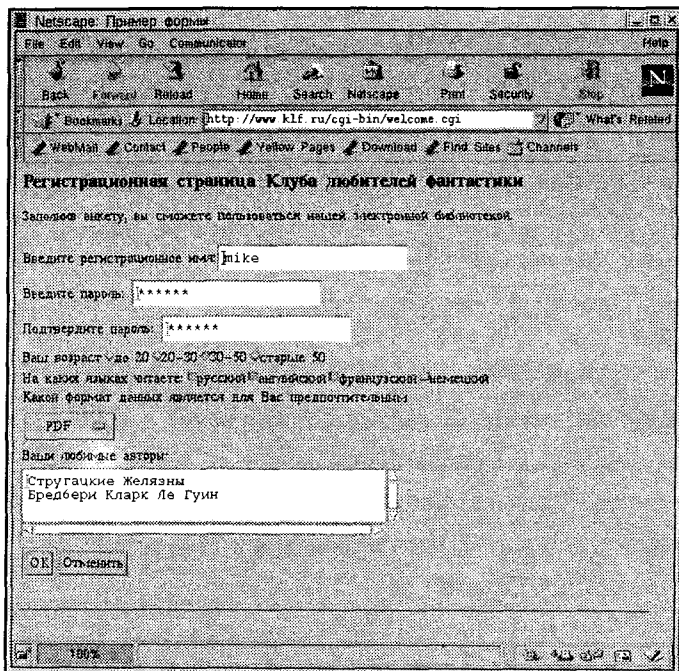 Netscape: Пример формы
File Edit View Go Communicator Help
Back Forward Reload Home Search Netscape Print Security Stop N
Bookmarks Location: http://www.klf.ru/cgi-bin/welcome.cgi What's Related
WebMail Contact People Yellow Pages Download Find Sites Channels
Регистрационная страница Клуба любителей фантастики
Заполнив анкету, вы сможете пользоваться нашей электронной библиотекой.
Введите регистрационное имя: mike
Введите пароль: ******
Подтвердите пароль: ******
Ваш возраст до 20 20-30 30-50 старше 50
На каких языках читаете: русский английский французский немецкий
Какой формат данных является для Вас предпочтительным
PDF
Ваши любимые авторы:
Стругацкие Желязны
Бредбери Кларк Ле Гуин
OK Отменить
100%